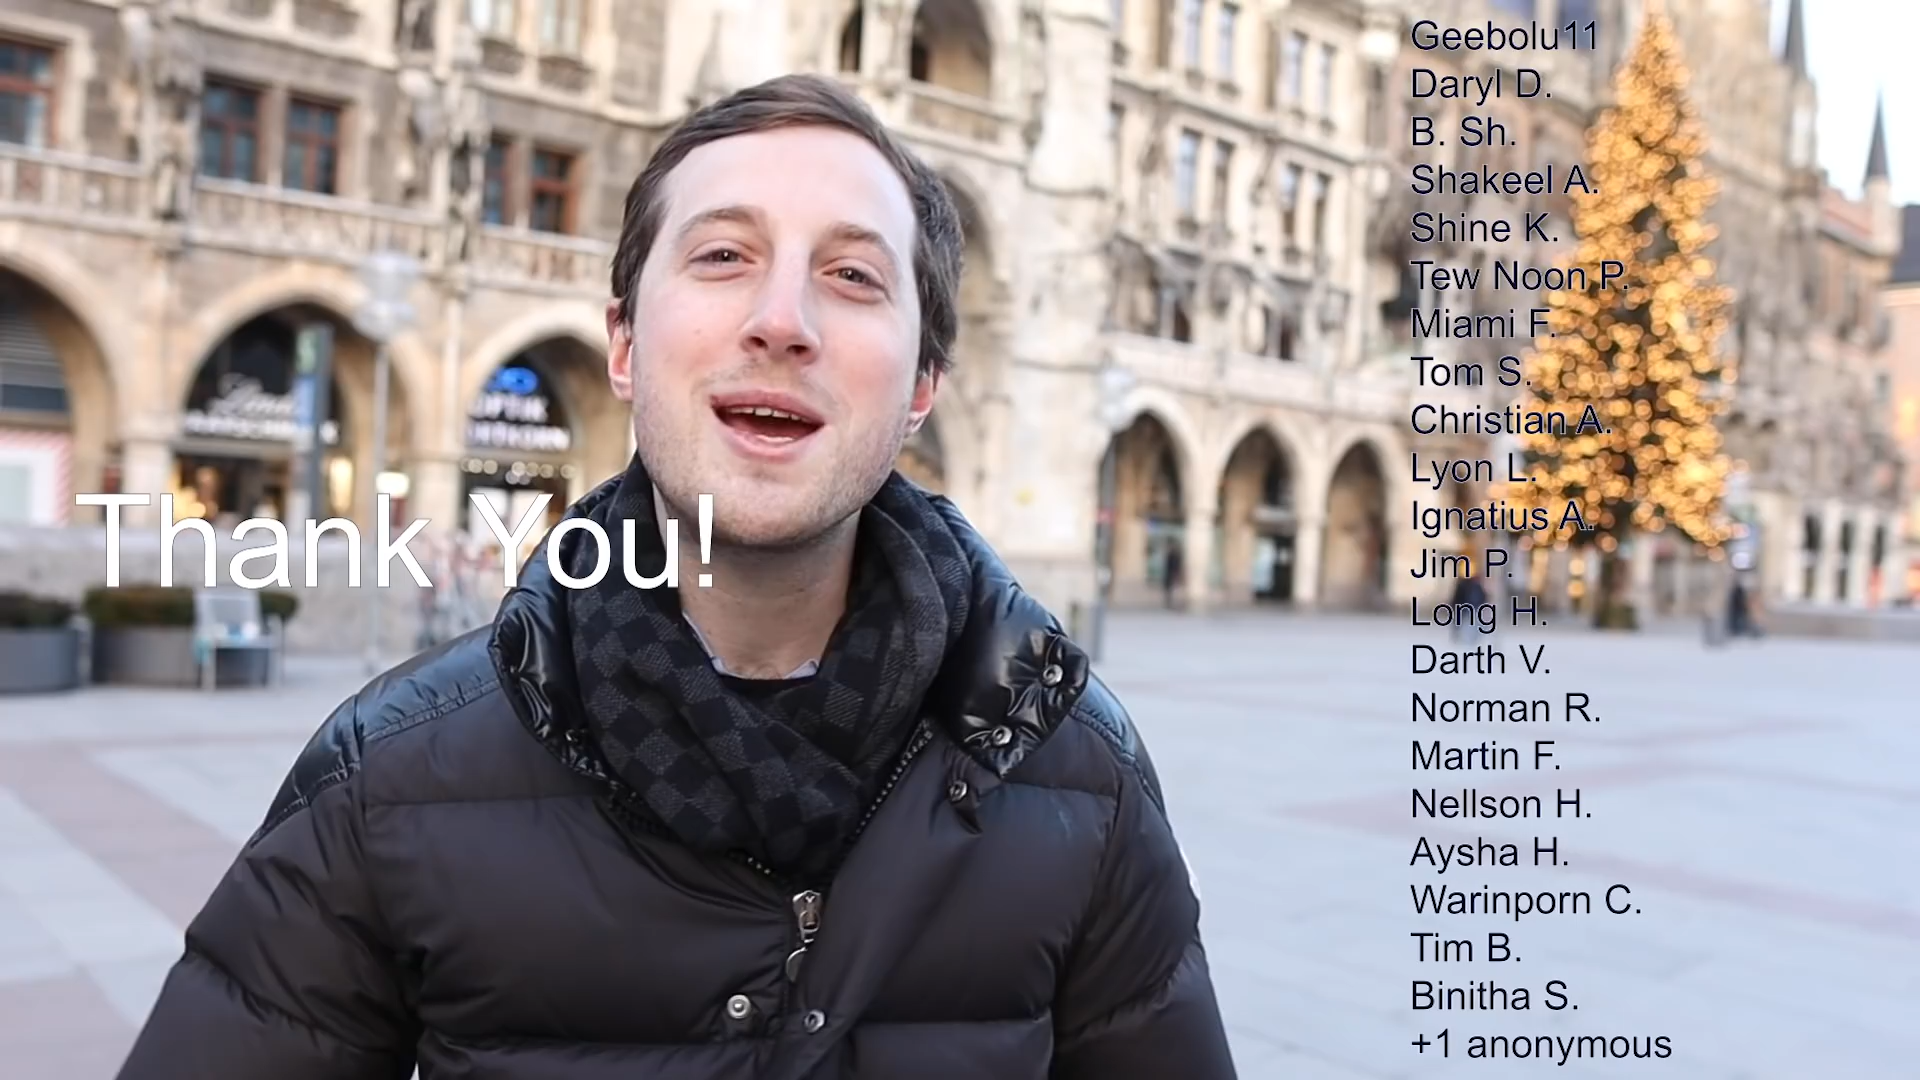 Thank You!
Geebolu11
Daryl D.
B. Sh.
Shakeel A.
Shine K.
Tew Noon P.
Miami F.
Tom S.
Christian A.
Lyon L.
Ignatius A.
Jim P.
Long H.
Darth V.
Norman R.
Martin F.
Nellson H.
Aysha H.
Warinporn C.
Tim B.
Binitha S.
+1 anonymous
OPTIK